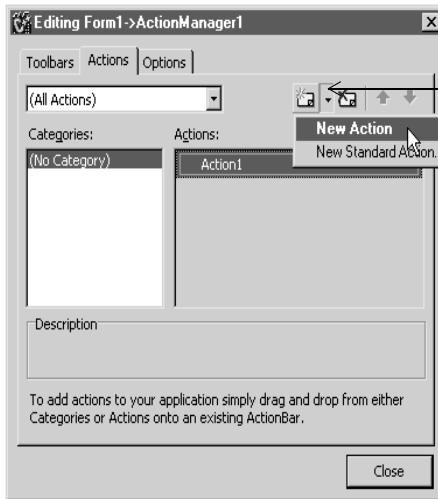 Editing Form1->ActionManager1
Toolbars Actions Options
(All Actions)
New Action
New Standard Action.
Categories:
Actions:
(No Category)
Action1
Description
To add actions to your application simply drag and drop from either
Categories or Actions onto an existing ActionBar.
Close